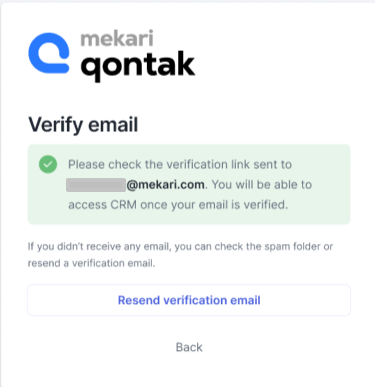 mekari
qontak
Verify email
Please check the verification link sent to
@mekari.com. You will be able to
access CRM once your email is verified.
If you didn't receive any email, you can check the spam folder or
resend a verification email.
Resend verification email
Back